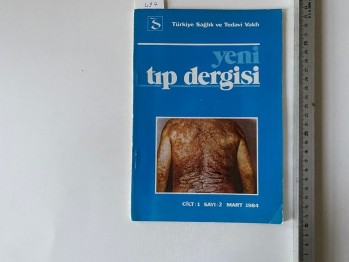 Türkiye Sağlık ve Tedavi Vakfı
yeni
tıp dergisi
CİLT: 1 SAYI: 2 MART 1984